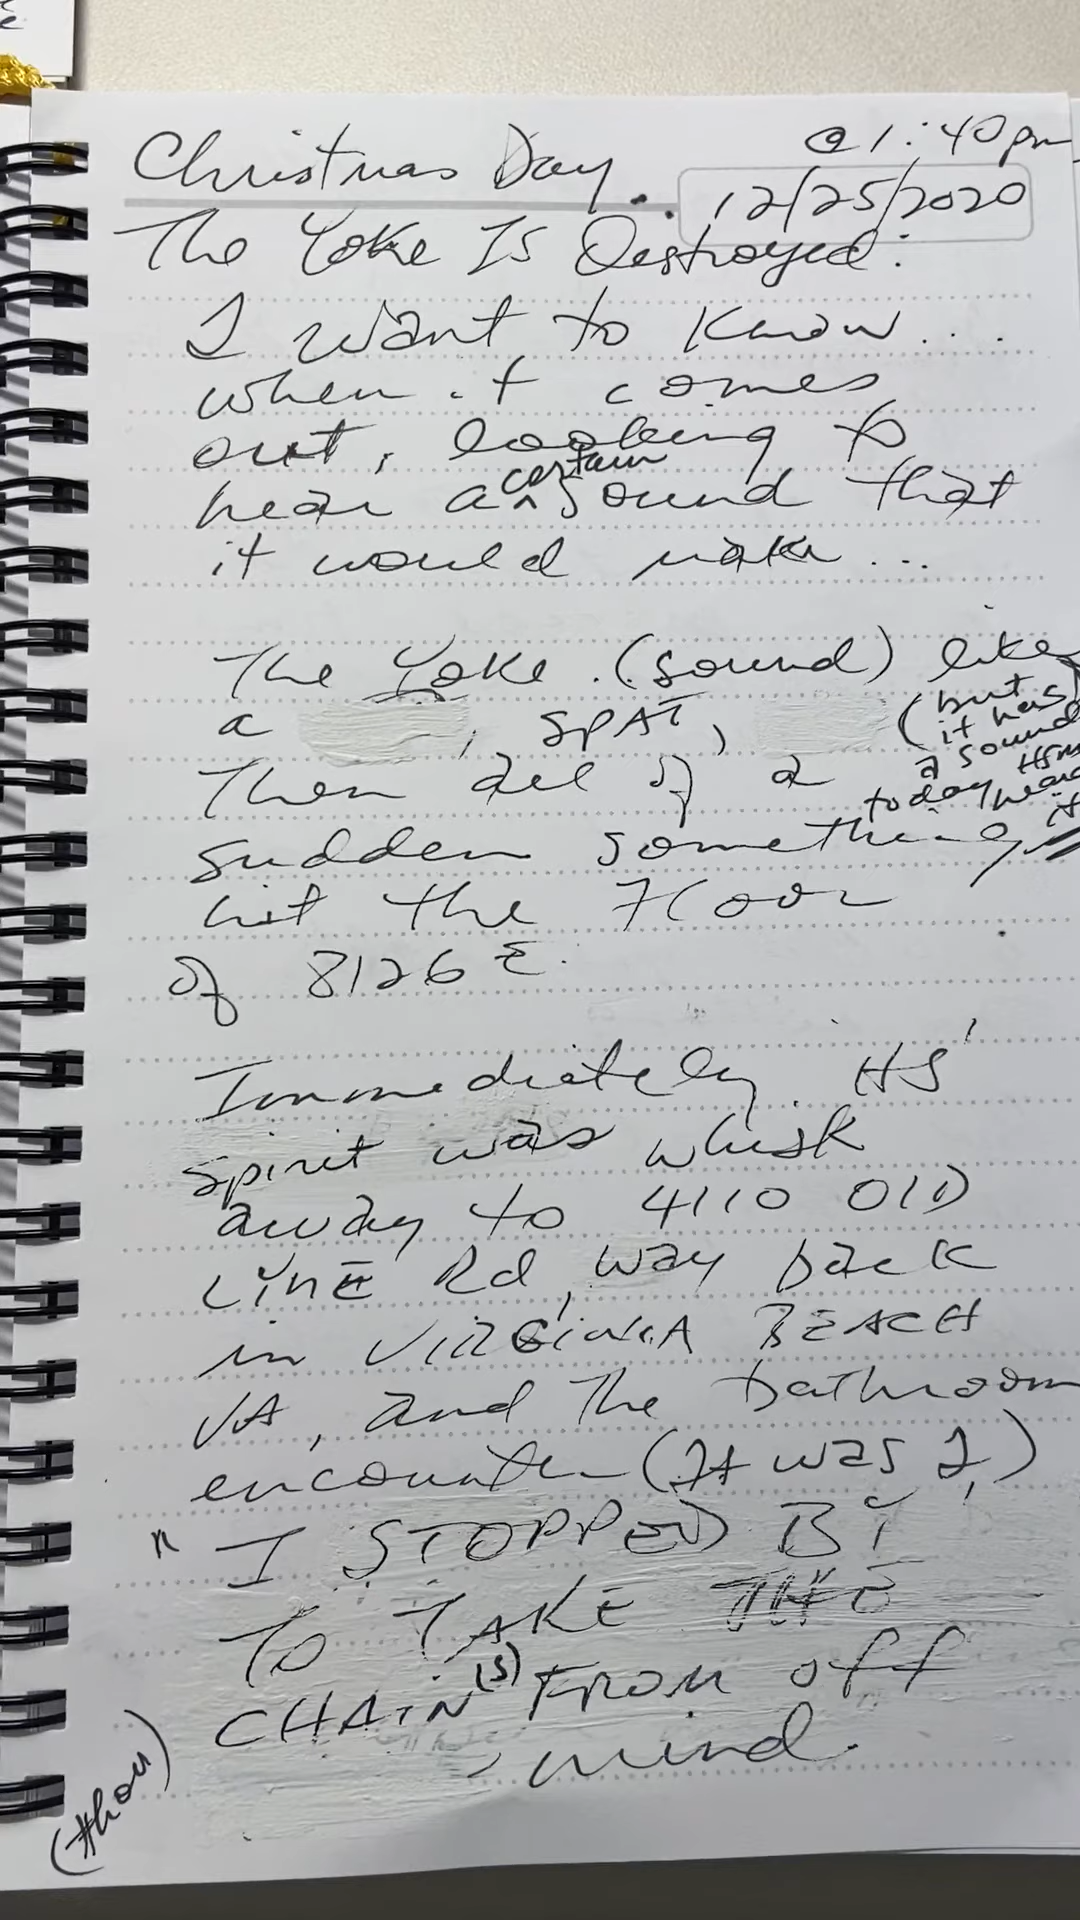 @ 1:40pm
Christmas Day..
12/25/2020
The Yoke Is Destroyed:
I want to know...
when it comes
out, looking to
hear a certain sound that
it would make...
The Yoke (sound) like
a , SPAT,
(but
it has
a sound
today HSM
heard
it)
Then all of a
sudden something
hit the Floor
of 8126 E.
Immediately HS'
spirit was whisk
away to 4110 OlD
LINE Rd, way back
in VIRGINIA BEACH
VA, and the bathroom
encounter (It was 2,)
" I STOPPED BY
TO TAKE THE
CHAIN(s) FROM off
mind.